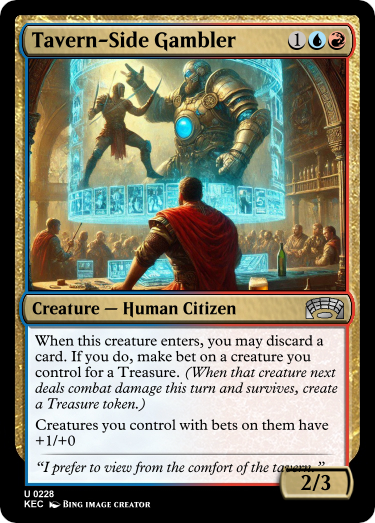 Tavern-Side Gambler 1
Creature — Human Citizen
When this creature enters, you may discard a
card. If you do, make bet on a creature you
control for a Treasure. (When that creature next
deals combat damage this turn and survives, create
a Treasure token.)
Creatures you control with bets on them have
+1/+0
“I prefer to view from the comfort of the tavern.”
2/3
U 0228
KEC Bing image creator